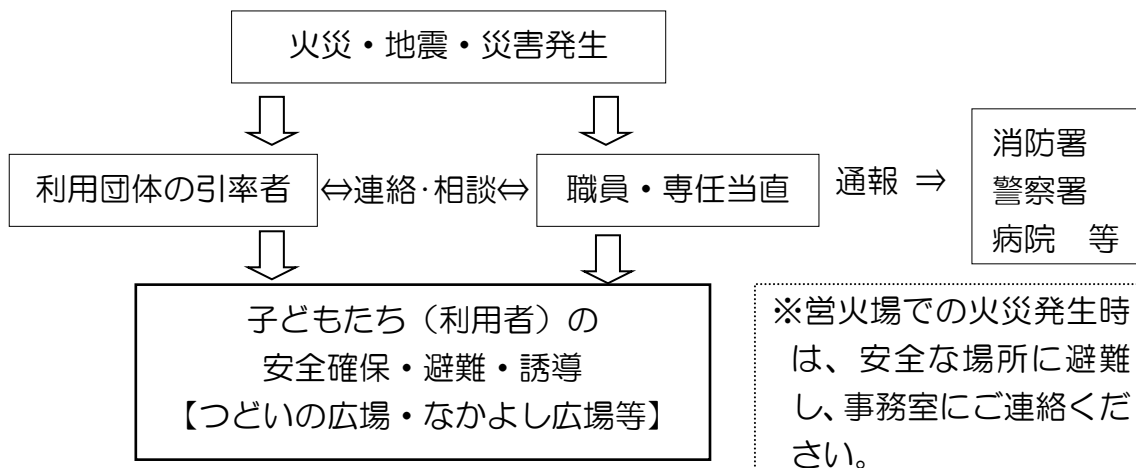 火災・地震・災害発生
利用団体の引率者
⇔連絡・相談⇔
職員・専任当直
通報 ⇒
消防署
警察署
病院 等
子どもたち（利用者）の
安全確保・避難・誘導
【つどいの広場・なかよし広場等】
※営火場での火災発生時
は、安全な場所に避難
し、事務室にご連絡くだ
さい。